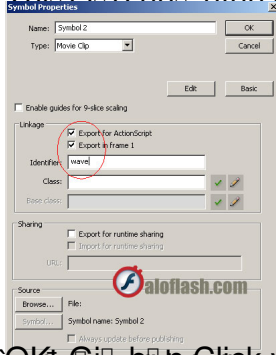 Symbol Properties
Name: Symbol 2 OK
Type: Movie Clip Cancel
Edit Basic
Enable guides for 9-slice scaling
Linkage
Export for ActionScript
Export in frame 1
Identifier: wave
Class:
Base class:
Sharing
Export for runtime sharing
Import for runtime sharing
URL:
aloflash.com
Source
Browse... File:
Symbol... Symbol name: Symbol 2
Always update before publishing
Click